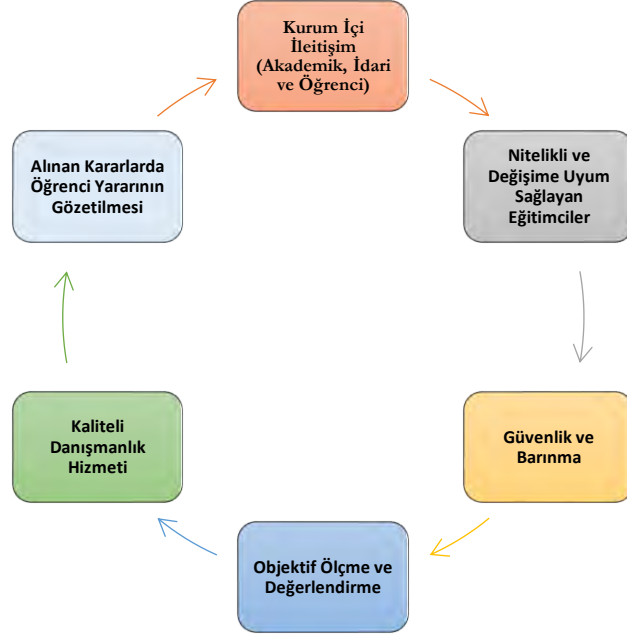 Kurum İçi
İleitişim
(Akademik, İdari
ve Öğrenci)
Nitelikli ve
Değişime Uyum
Sağlayan
Eğitimciler
Güvenlik ve
Barınma
Objektif Ölçme ve
Değerlendirme
Kaliteli
Danışmanlık
Hizmeti
Alınan Kararlarda
Öğrenci Yararının
Gözetilmesi